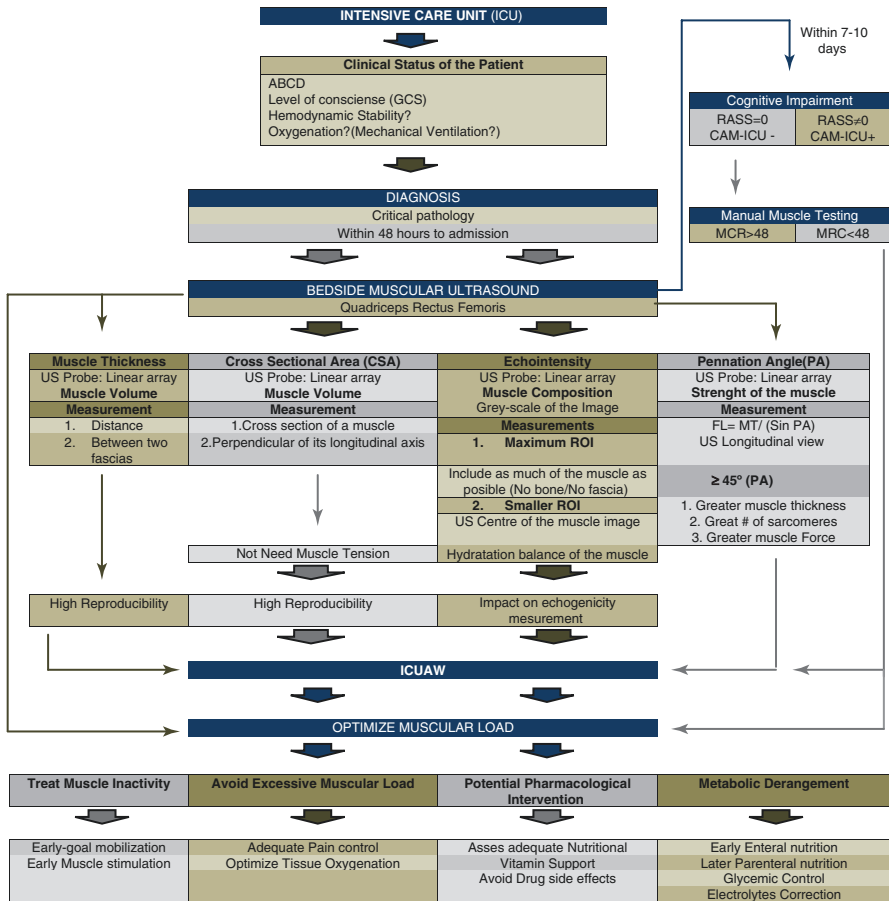 INTENSIVE CARE UNIT (ICU)
Clinical Status of the Patient
ABCD
Level of consciense (GCS)
Hemodynamic Stability?
Oxygenation?(Mechanical Ventilation?)
Within 7-10
days
Cognitive Impairment
RASS=0
CAM-ICU -
RASS≠0
CAM-ICU+
Manual Muscle Testing
MCR>48
MRC<48
DIAGNOSIS
Critical pathology
Within 48 hours to admission
BEDSIDE MUSCULAR ULTRASOUND
Quadriceps Rectus Femoris
Muscle Thickness
US Probe: Linear array
Muscle Volume
Measurement
1. Distance
2. Between two
fascias
High Reproducibility
Cross Sectional Area (CSA)
US Probe: Linear array
Muscle Volume
Measurement
1.Cross section of a muscle
2.Perpendicular of its longitudinal axis
Not Need Muscle Tension
High Reproducibility
Echointensity
US Probe: Linear array
Muscle Composition
Grey-scale of the Image
Measurements
1. Maximum ROI
Include as much of the muscle as
posible (No bone/No fascia)
2. Smaller ROI
US Centre of the muscle image
Hydratation balance of the muscle
Impact on echogenicity
mesurement
Pennation Angle(PA)
US Probe: Linear array
Strenght of the muscle
Measurement
FL= MT/ (Sin PA)
US Longitudinal view
≥ 45º (PA)
1. Greater muscle thickness
2. Great # of sarcomeres
3. Greater muscle Force
ICUAW
OPTIMIZE MUSCULAR LOAD
Treat Muscle Inactivity
Early-goal mobilization
Early Muscle stimulation
Avoid Excessive Muscular Load
Adequate Pain control
Optimize Tissue Oxygenation
Potential Pharmacological
Intervention
Asses adequate Nutritional
Vitamin Support
Avoid Drug side effects
Metabolic Derangement
Early Enteral nutrition
Later Parenteral nutrition
Glycemic Control
Electrolytes Correction